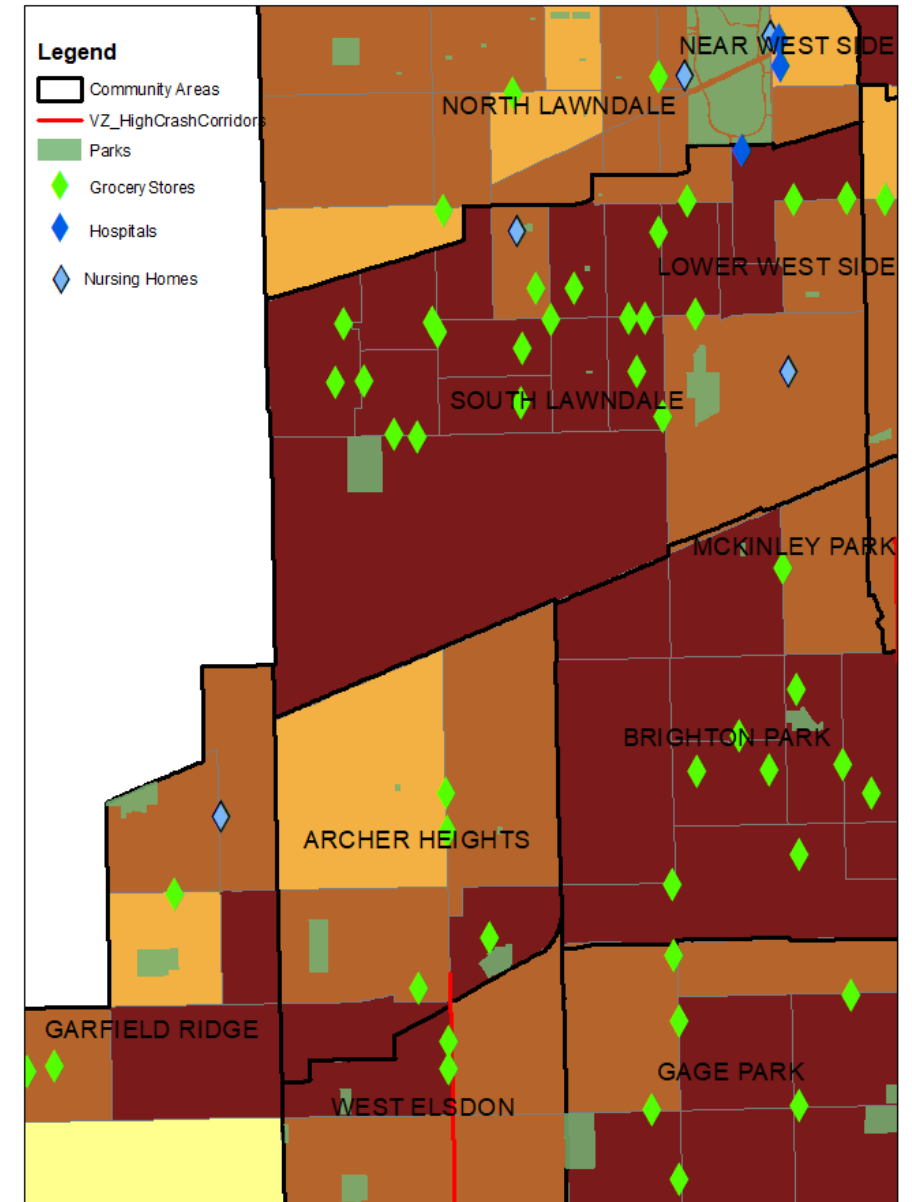 Legend
Community Areas
VZ_HighCrashCorridors
Parks
Grocery Stores
Hospitals
Nursing Homes
NEAR WEST SIDE
NORTH LAWNDALE
LOWER WEST SIDE
SOUTH LAWNDALE
MCKINLEY PARK
BRIGHTON PARK
ARCHER HEIGHTS
GARFIELD RIDGE
GAGE PARK
WEST ELSDON